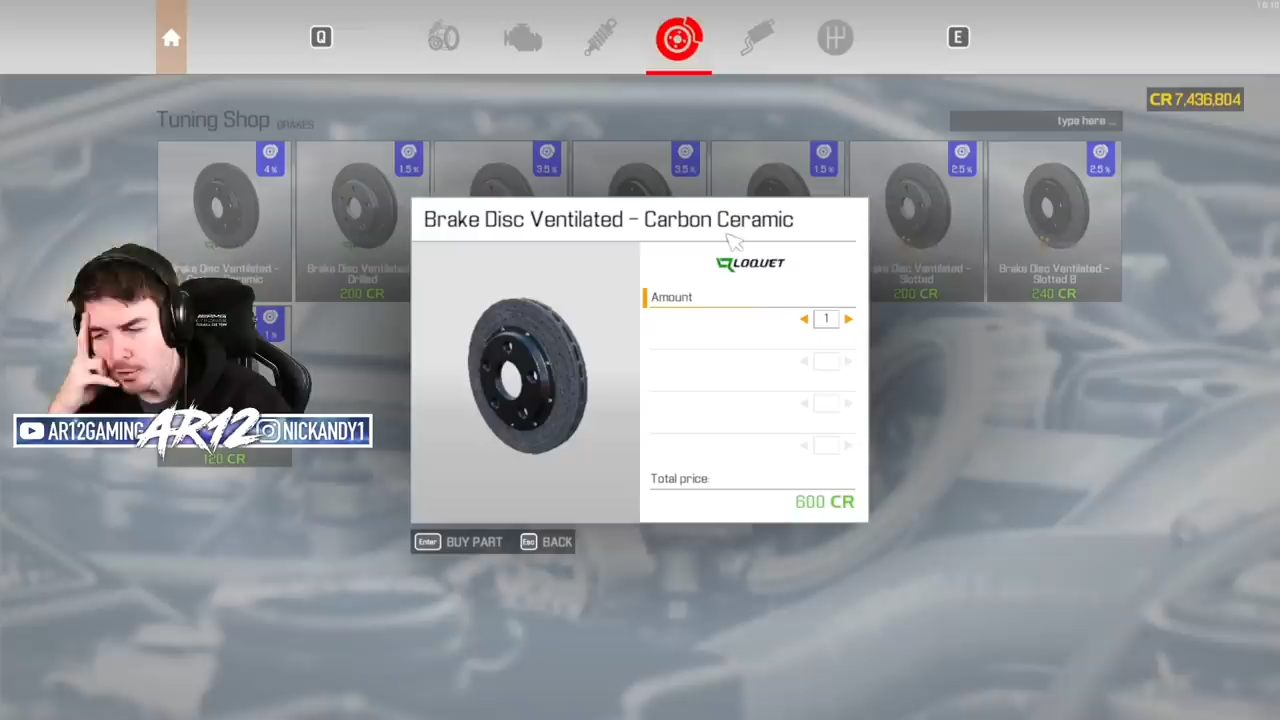 Q
E
CR 7,436,804
Tuning Shop BRAKES
type here ...
4%
1.5%
3.5%
3.5%
1.5%
2.5%
2.5%
Brake Disc Ventilated - Carbon Ceramic
LOQUET
Amount
1
Total price:
600 CR
Brake Disc Ventilated -
Drilled
200 CR
Slotted
200 CR
Brake Disc Ventilated -
Slotted B
240 CR
1%
AR12GAMING
AR12
NICKANDY1
120 CR
Enter BUY PART Esc BACK